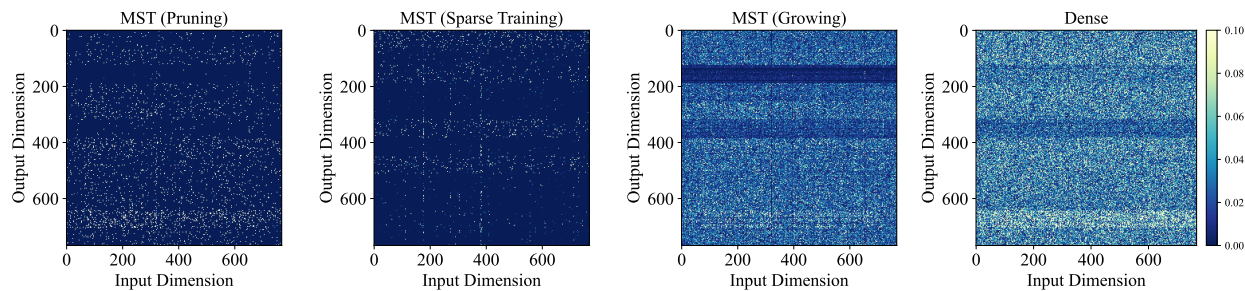 MST (Pruning)
MST (Sparse Training)
MST (Growing)
Dense
Output Dimension
0
200
400
600
0 200 400 600
Input Dimension
Output Dimension
0
200
400
600
0 200 400 600
Input Dimension
Output Dimension
0
200
400
600
0 200 400 600
Input Dimension
Output Dimension
0
200
400
600
0 200 400 600
Input Dimension
0.10
0.08
0.06
0.04
0.02
0.00